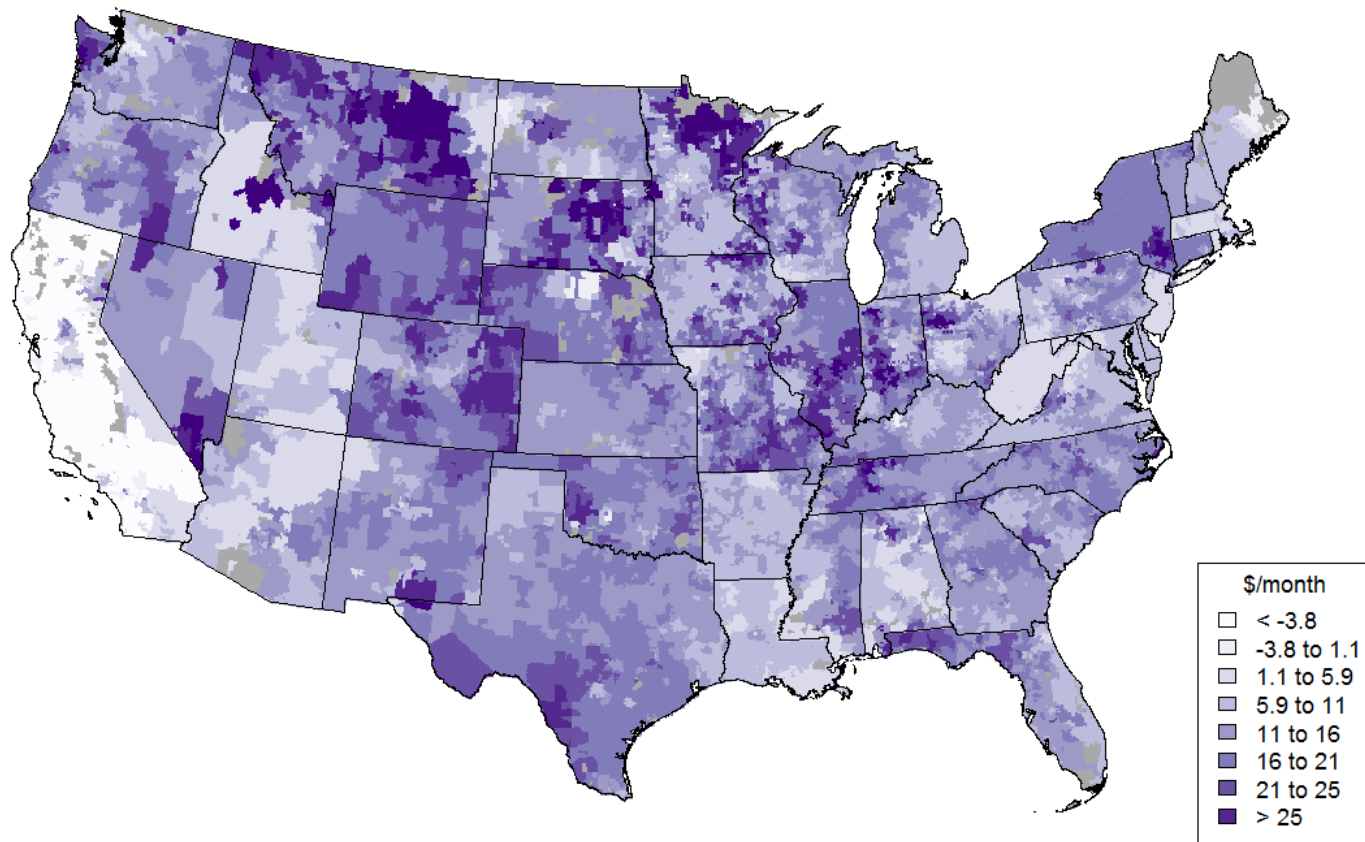 $/month
< -3.8
-3.8 to 1.1
1.1 to 5.9
5.9 to 11
11 to 16
16 to 21
21 to 25
> 25